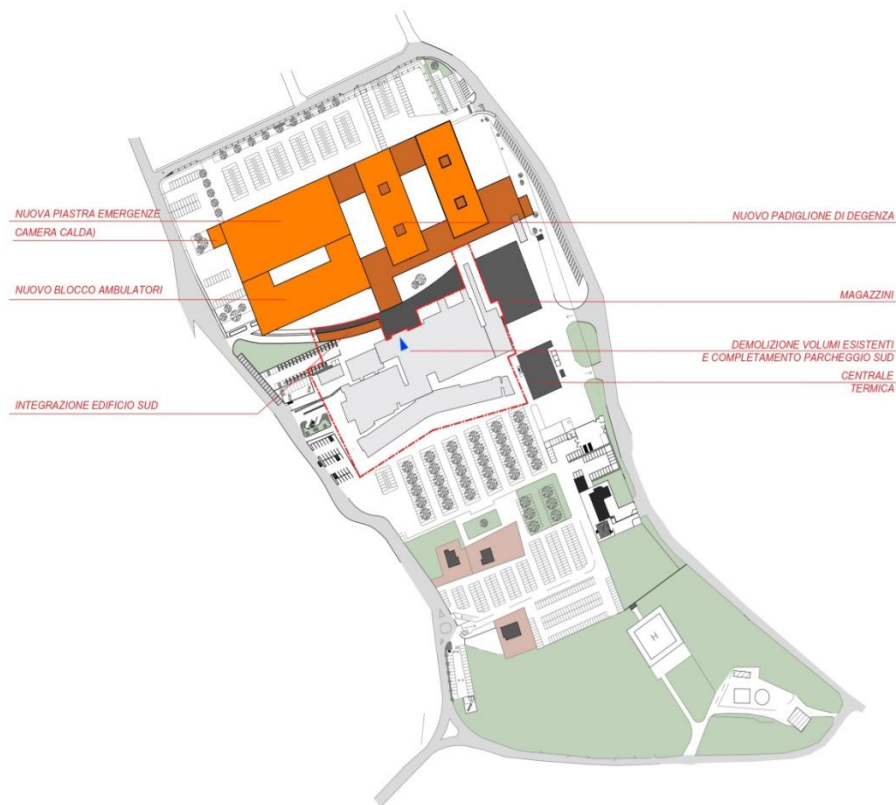 NUOVA PIASTRA EMERGENZE
CAMERA CALDA)
NUOVO BLOCCO AMBULATORI
INTEGRAZIONE EDIFICIO SUD
NUOVO PADIGLIONE DI DEGENZA
MAGAZZINI
DEMOLIZIONE VOLUMI ESISTENTI
E COMPLETAMENTO PARCHEGGIO SUD
CENTRALE
TERMICA
H